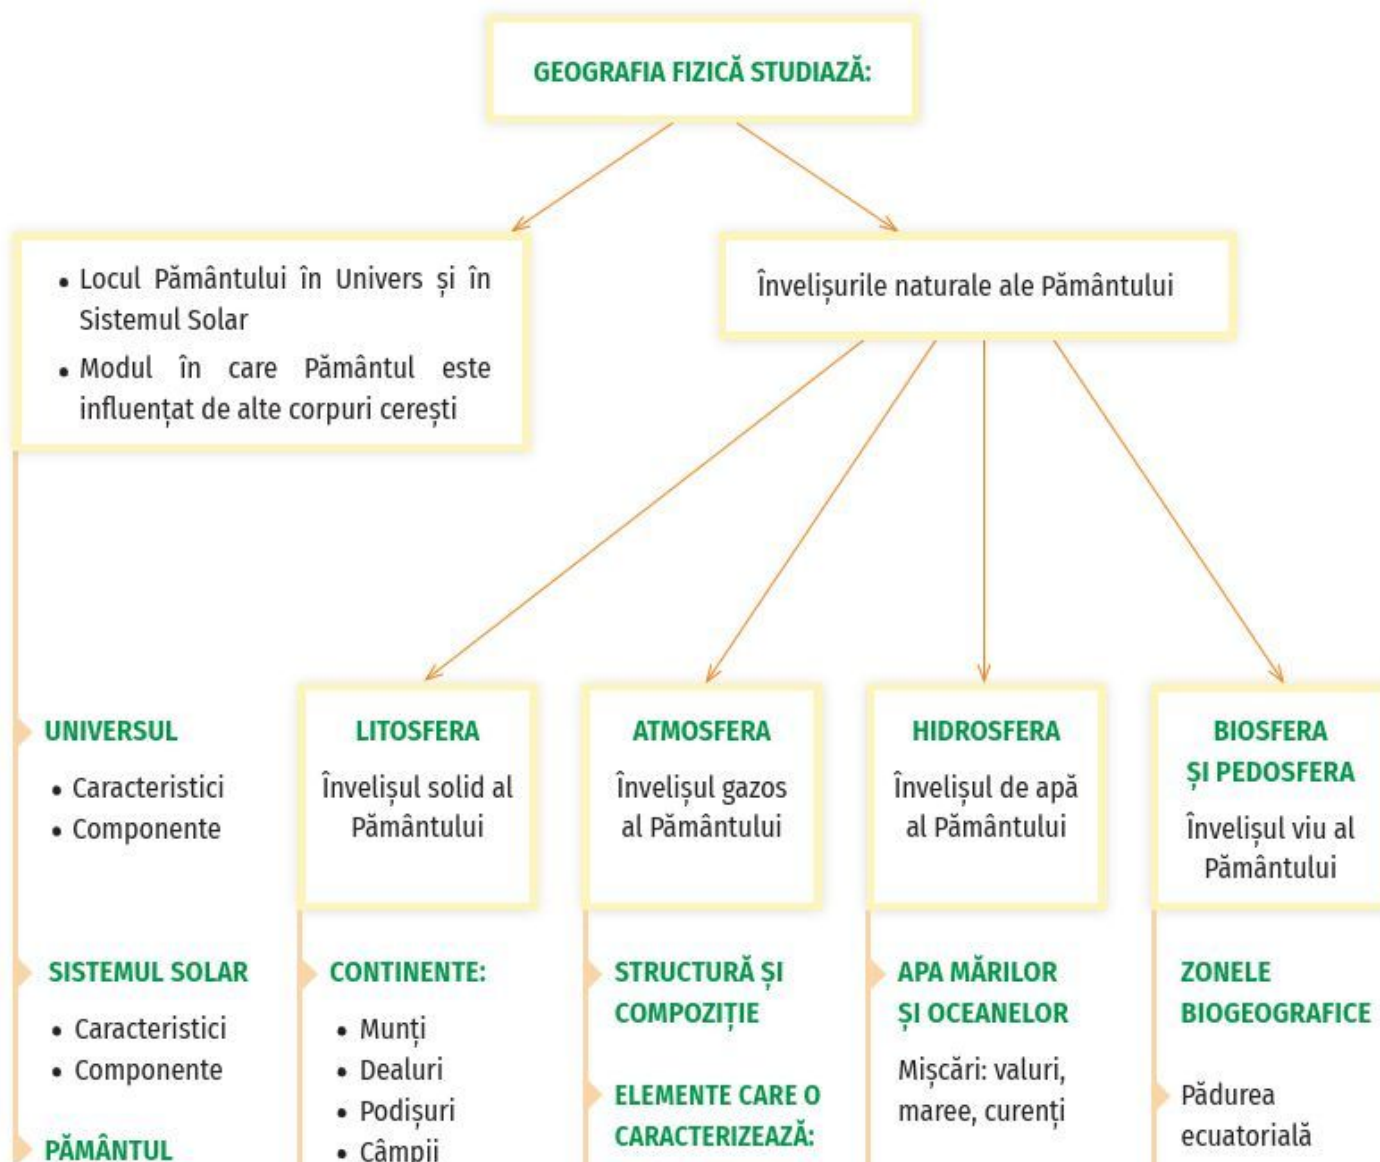 GEOGRAFIA FIZICĂ STUDIAZĂ:
• Locul Pământului în Univers și în
Sistemul Solar
• Modul în care Pământul este
influențat de alte corpuri cerești
Învelișurile naturale ale Pământului
UNIVERSUL
• Caracteristici
• Componente
SISTEMUL SOLAR
• Caracteristici
• Componente
PĂMÂNTUL
LITOSFERA
Învelișul solid al
Pământului
CONTINENTE:
• Munți
• Dealuri
• Podișuri
• Câmpii
ATMOSFERA
Învelișul gazos
al Pământului
STRUCTURĂ ȘI
COMPOZIȚIE
ELEMENTE CARE O
CARACTERIZEAZĂ:
HIDROSFERA
Învelișul de apă
al Pământului
APA MĂRILOR
ȘI OCEANELOR
Mișcări: valuri,
maree, curenți
BIOSFERA
ȘI PEDOSFERA
Învelișul viu al
Pământului
ZONELE
BIOGEOGRAFICE
Pădurea
ecuatorială